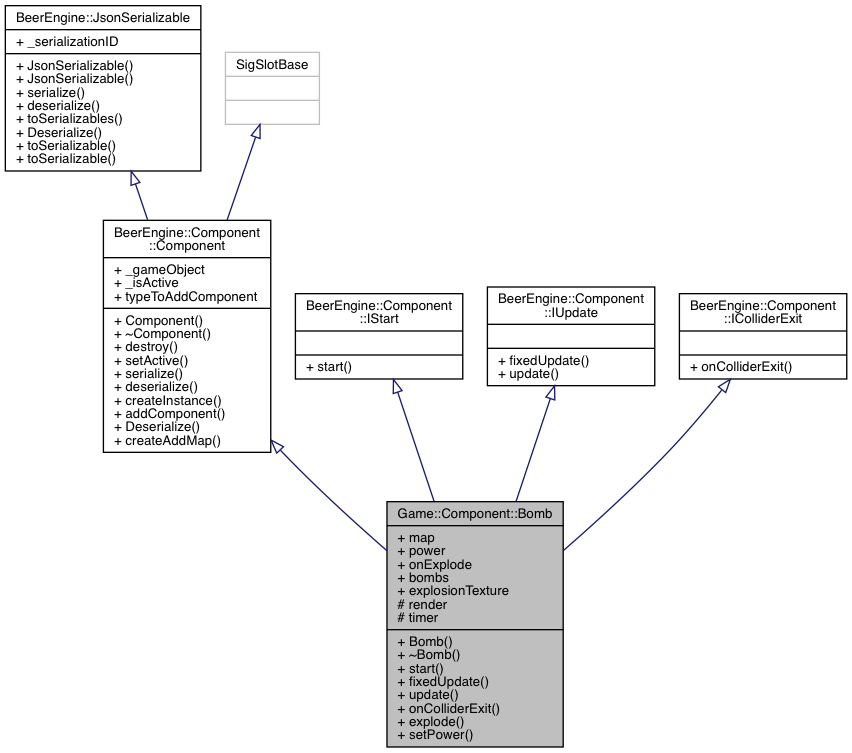 BeerEngine::JsonSerializable
+ _serializationID
+ JsonSerializable()
+ JsonSerializable()
+ serialize()
+ deserialize()
+ toSerializables()
+ Deserialize()
+ toSerializable()
+ toSerializable()
SigSlotBase
BeerEngine::Component
::Component
+ _gameObject
+ _isActive
+ typeToAddComponent
+ Component()
+ ~Component()
+ destroy()
+ setActive()
+ serialize()
+ deserialize()
+ createInstance()
+ addComponent()
+ Deserialize()
+ createAddMap()
BeerEngine::Component
::IStart
+ start()
BeerEngine::Component
::IUpdate
+ fixedUpdate()
+ update()
BeerEngine::Component
::IColliderExit
+ onColliderExit()
Game::Component::Bomb
+ map
+ power
+ onExplode
+ bombs
+ explosionTexture
# render
# timer
+ Bomb()
+ ~Bomb()
+ start()
+ fixedUpdate()
+ update()
+ onColliderExit()
+ explode()
+ setPower()